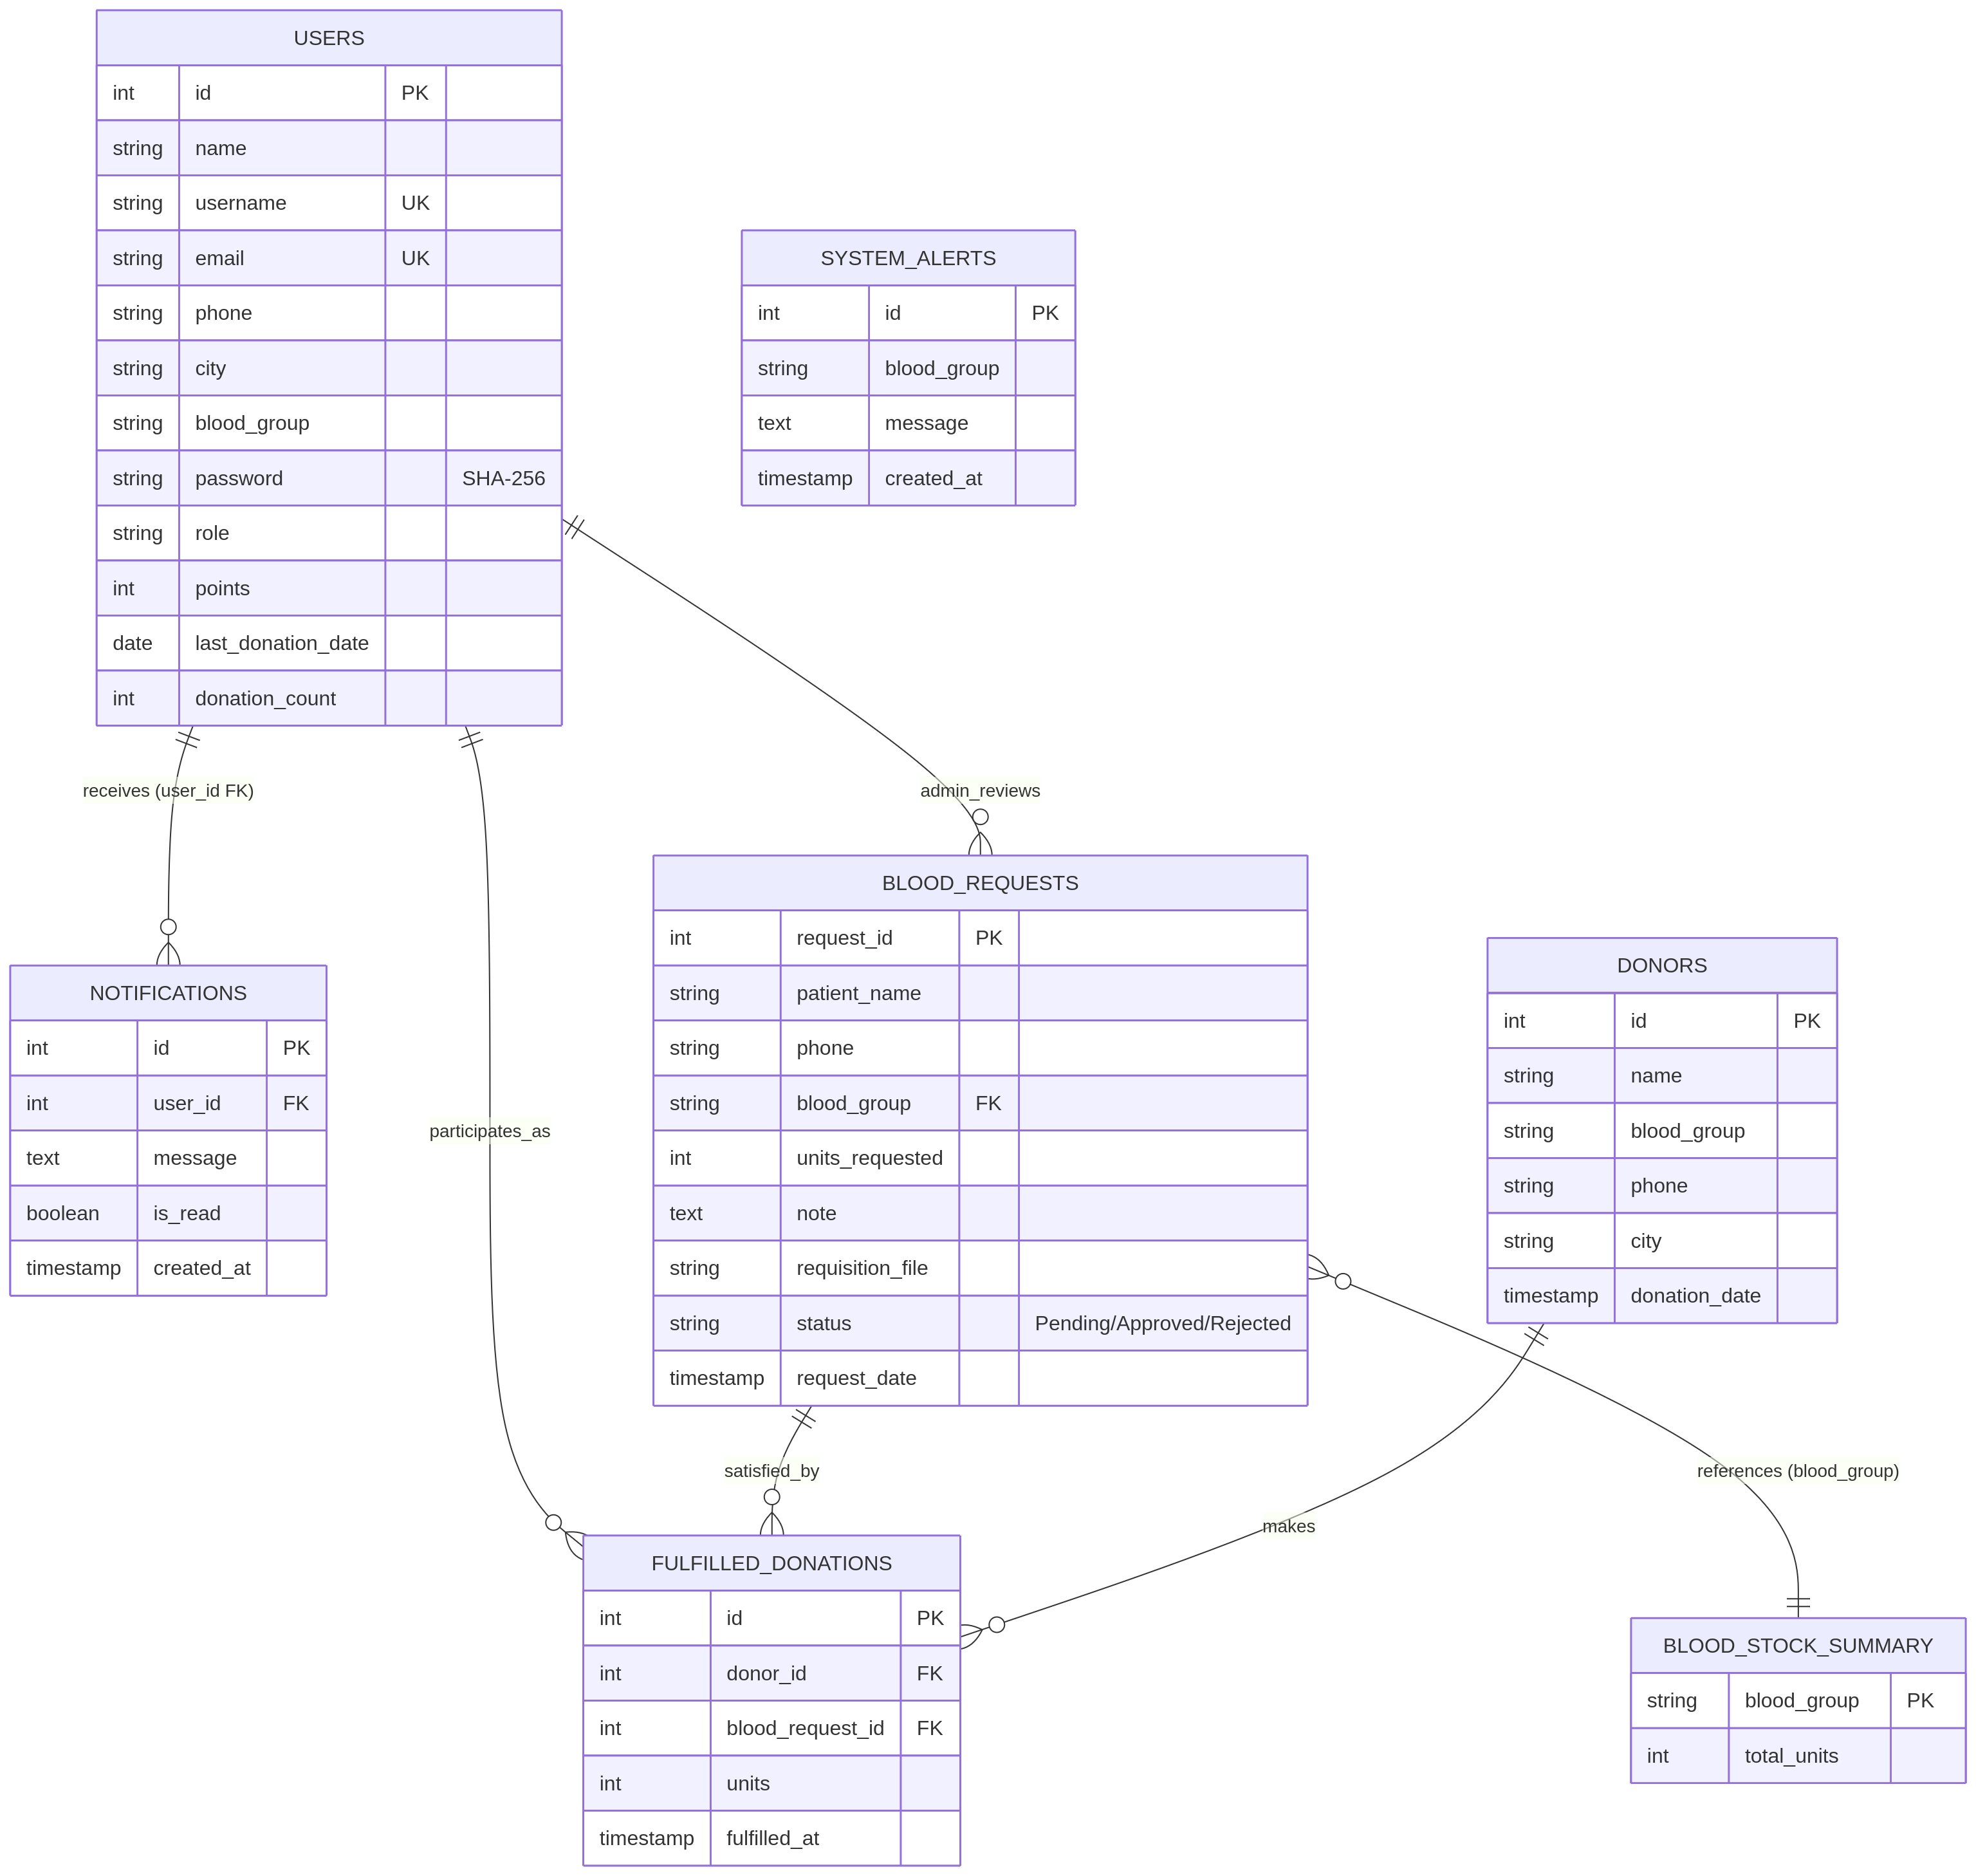 USERS
int id PK
string name
string username UK
string email UK
string phone
string city
string blood_group
string password SHA-256
string role
int points
date last_donation_date
int donation_count
SYSTEM_ALERTS
int id PK
string blood_group
text message
timestamp created_at
receives (user_id FK)
admin_reviews
participates_as
NOTIFICATIONS
int id PK
int user_id FK
text message
boolean is_read
timestamp created_at
BLOOD_REQUESTS
int request_id PK
string patient_name
string phone
string blood_group FK
int units_requested
text note
string requisition_file
string status Pending/Approved/Rejected
timestamp request_date
DONORS
int id PK
string name
string blood_group
string phone
string city
timestamp donation_date
satisfied_by
makes
references (blood_group)
FULFILLED_DONATIONS
int id PK
int donor_id FK
int blood_request_id FK
int units
timestamp fulfilled_at
BLOOD_STOCK_SUMMARY
string blood_group PK
int total_units